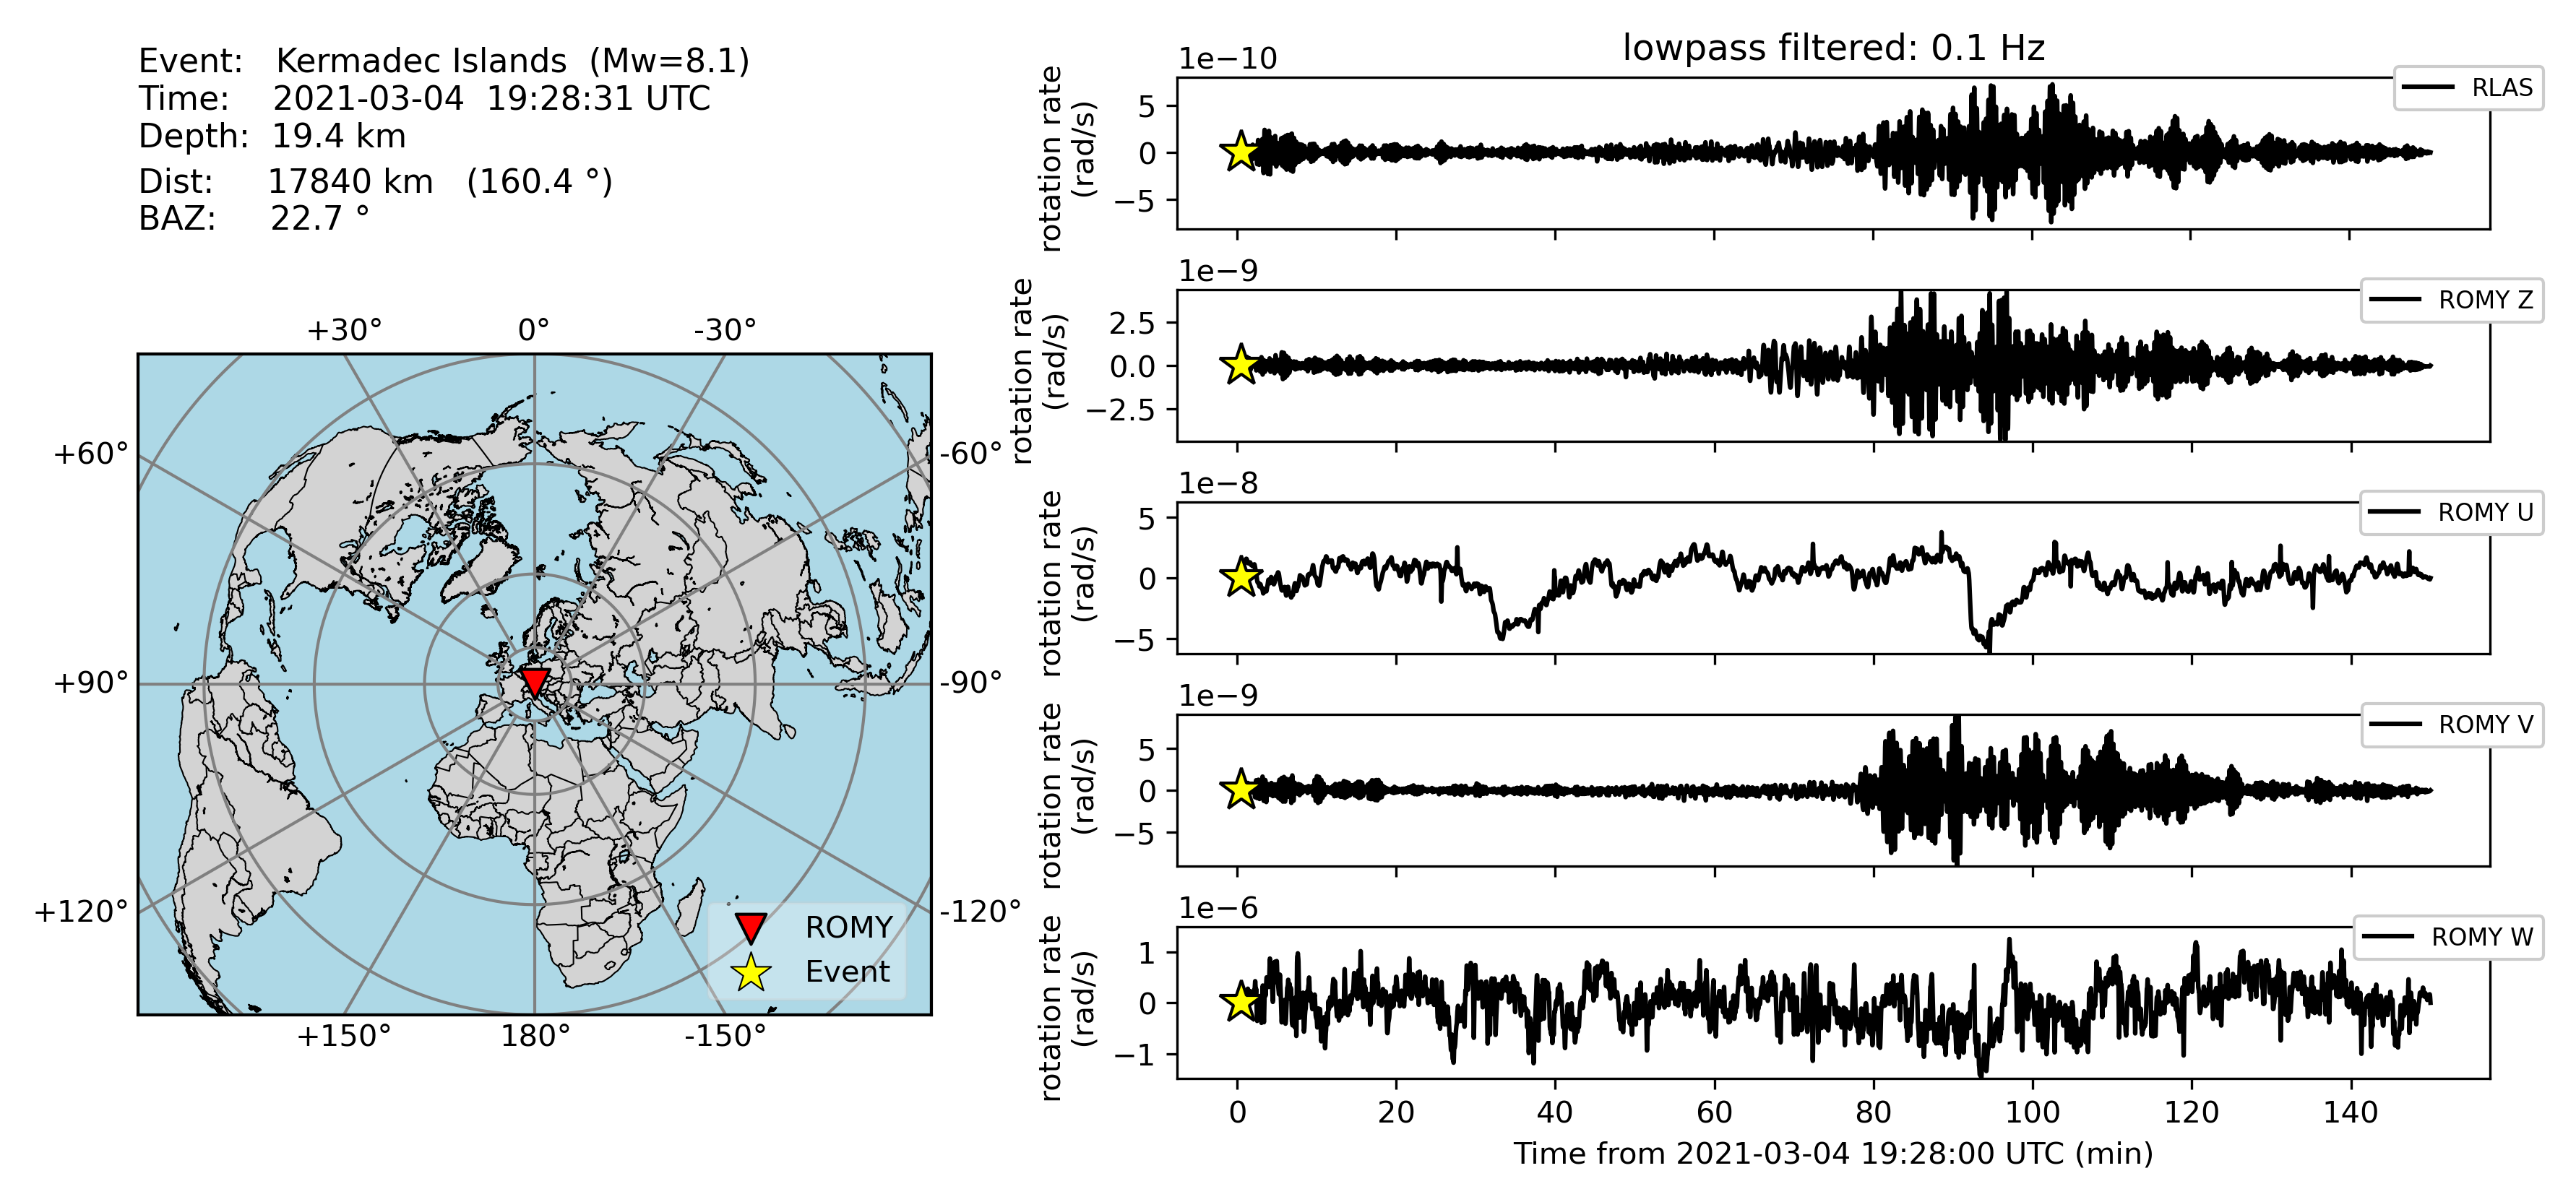 Event:   Kermadec Islands  (Mw=8.1)
Time:    2021-03-04  19:28:31 UTC
Depth:  19.4 km
Dist:     17840 km   (160.4 °)
BAZ:     22.7 °
+30° 0° -30°
+60° -60°
+90° -90°
+120° -120°
+150° 180° -150°
ROMY
Event
lowpass filtered: 0.1 Hz
1e−10
rotation rate
(rad/s)
5
0
−5
RLAS
1e−9
rotation rate
(rad/s)
2.5
0.0
−2.5
ROMY Z
1e−8
rotation rate
(rad/s)
5
0
−5
ROMY U
1e−9
rotation rate
(rad/s)
5
0
−5
ROMY V
1e−6
rotation rate
(rad/s)
1
0
−1
ROMY W
0 20 40 60 80 100 120 140
Time from 2021-03-04 19:28:00 UTC (min)